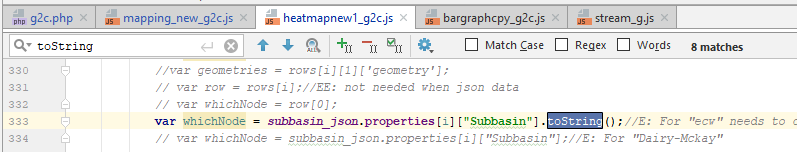 g2c.php mapping_new_g2c.js heatmapnew1_g2c.js bargraphcpy_g2c.js stream_g.js
toString Match Case Regex Words 8 matches
330 //var geometries = rows[i][1]['geometry'];
331 // var row = rows[i];//EE: not needed when json data
332 // var whichNode = row[0];
333 var whichNode = subbasin_json.properties[i]["Subbasin"].toString();//E: For "ecw" needs to
334 // var whichNode = subbasin_json.properties[i]["Subbasin"];//E: For "Dairy-Mckay"